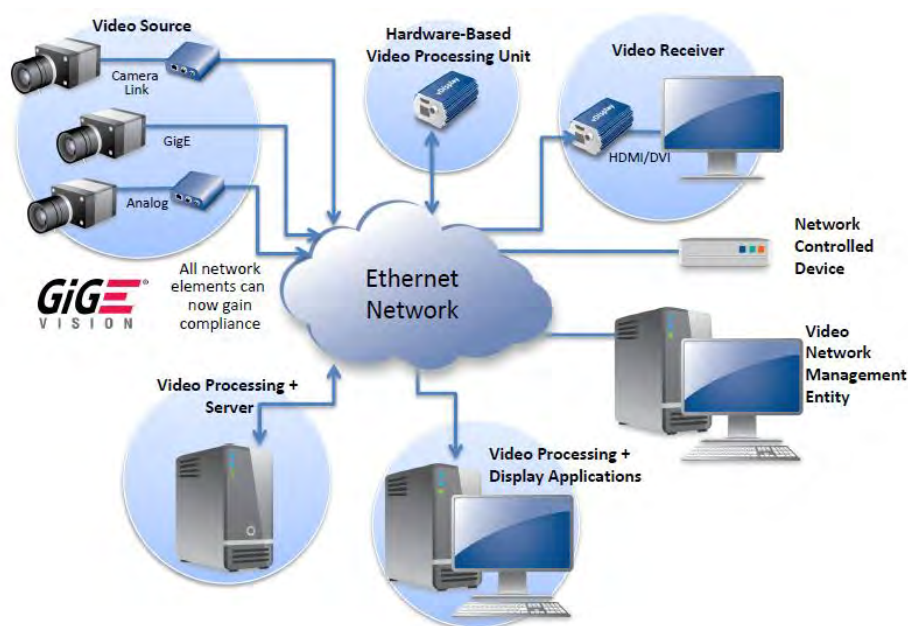 Video Source
Camera
Link
GigE
Analog
Hardware-Based
Video Processing Unit
vDisplay
Video Receiver
vDisplay
HDMI/DVI
Network
Controlled
Device
Ethernet
Network
GiGE®
VISION
All network
elements can
now gain
compliance
Video
Network
Management
Entity
Video Processing +
Server
Video Processing +
Display Applications